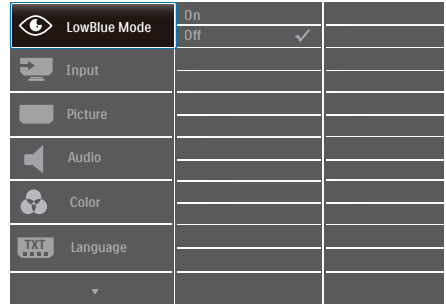 LowBlue Mode
On
Off
Input
Picture
Audio
Color
TXT
Language